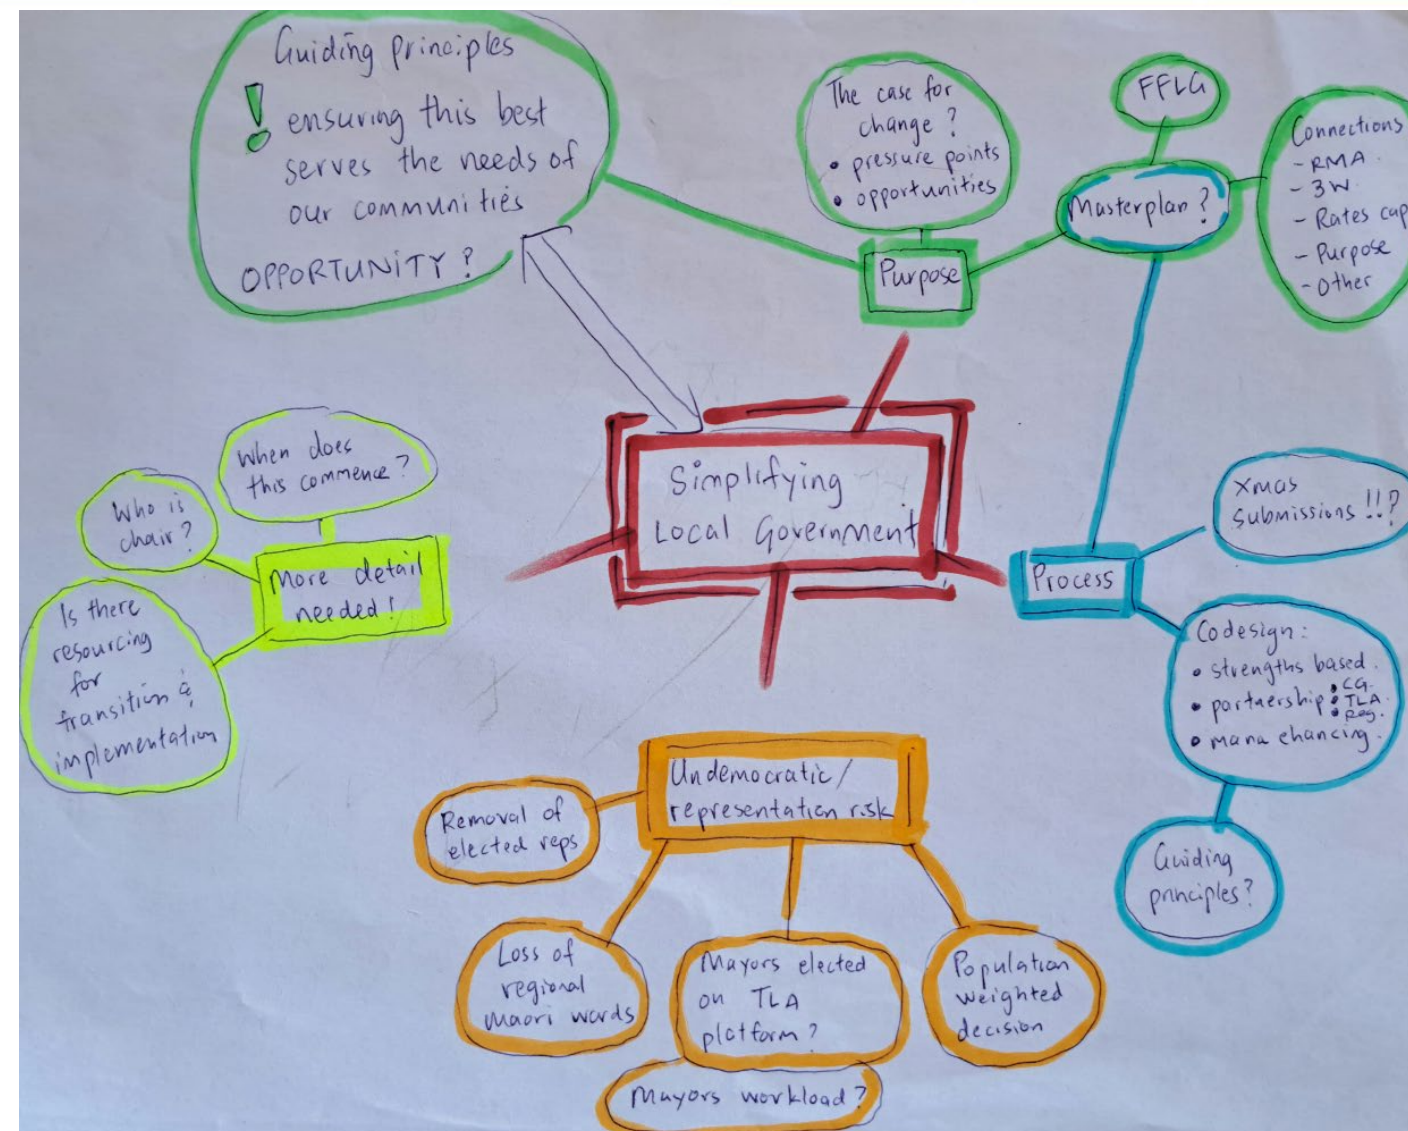 Guiding principles
! ensuring this best
serves the needs of
our communities
OPPORTUNITY?
The case for
change?
• pressure points
• opportunities
FFLG
Masterplan?
Connections
- RMA.
- 3W.
- Rates cap
- Purpose
- Other
Purpose
Simplifying
Local Government
When does
this commence?
Who is
chair?
More detail
needed!
Is there
resourcing
for
transition &
implementation
Process
Xmas
submissions!!?
Codesign:
• strengths based.
• partnership • CG.
• TLA.
• Reg.
• mana ehancing.
Guiding
principles?
Undemocratic/
representation risk
Removal of
elected reps
Loss of
regional
Maori wards
Mayors elected
on TLA
platform?
Mayors workload?
Population
weighted
decision